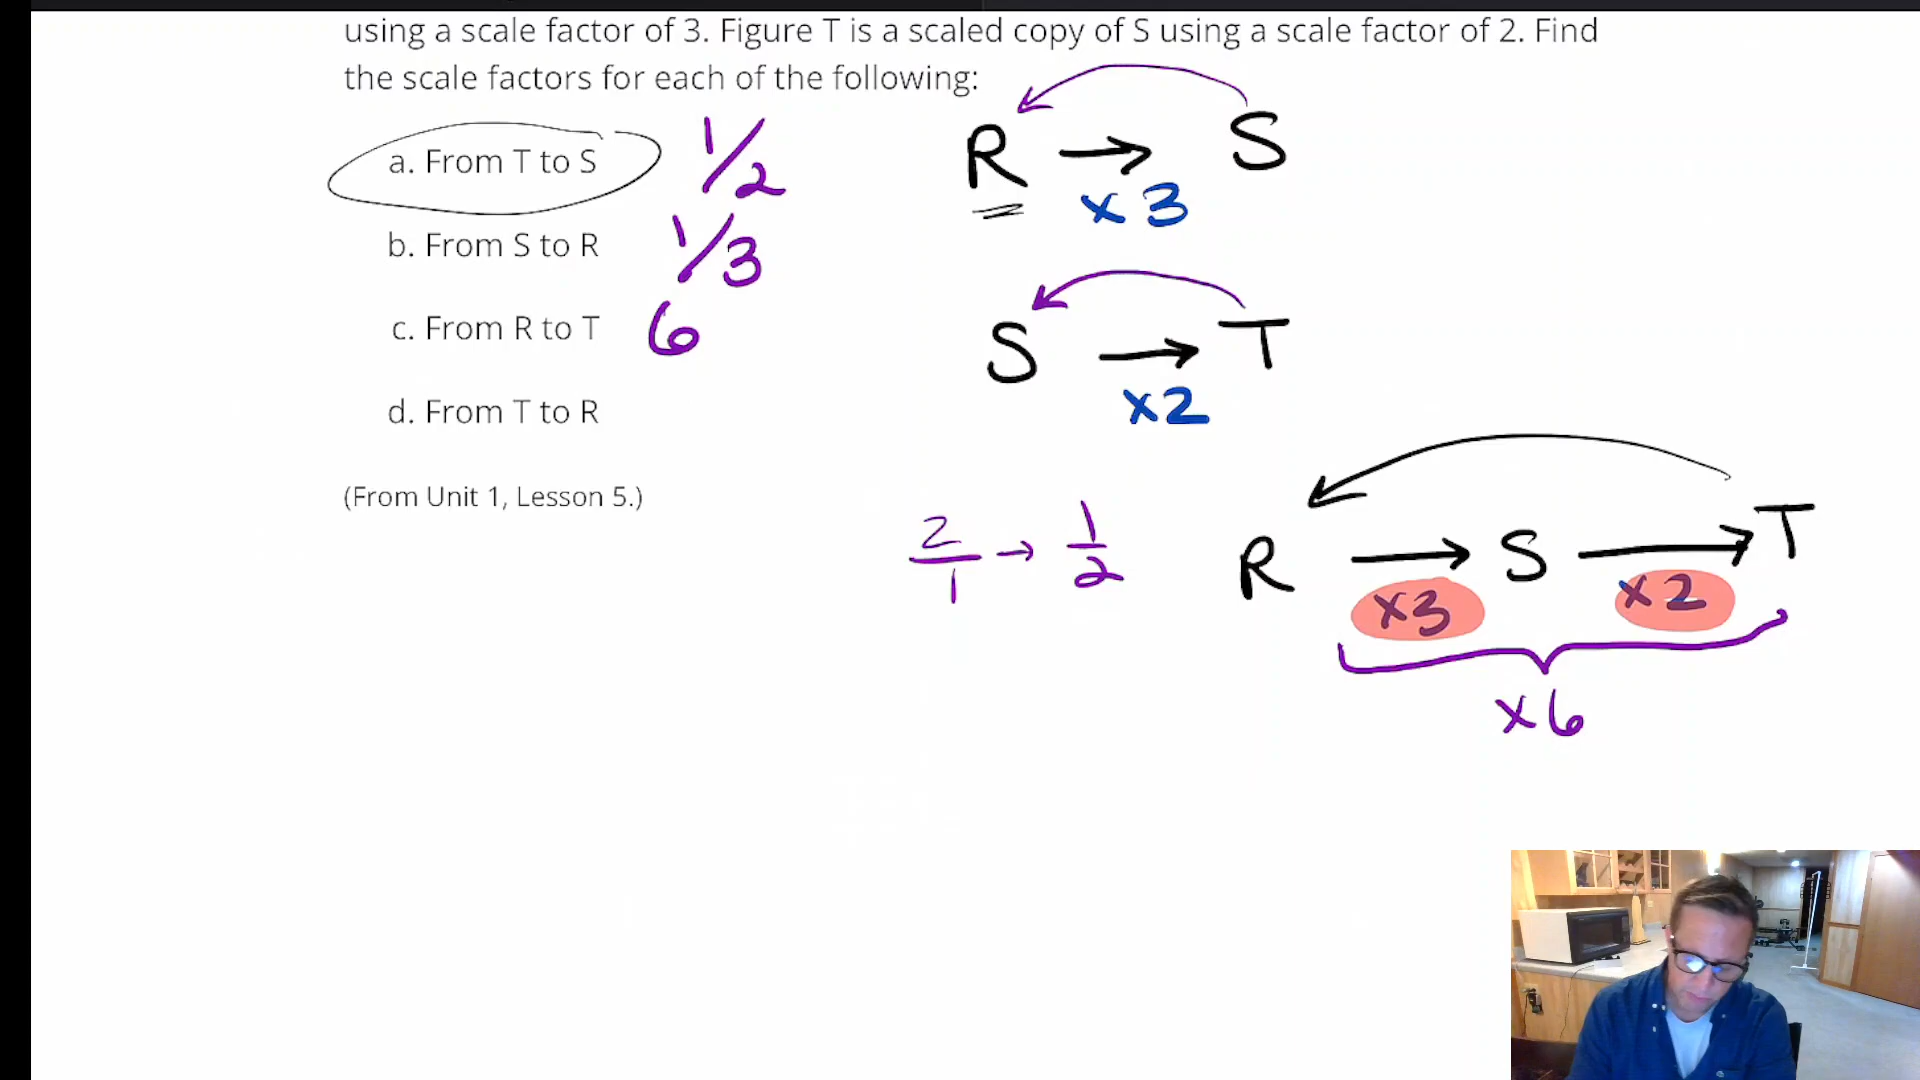 using a scale factor of 3. Figure T is a scaled copy of S using a scale factor of 2. Find
the scale factors for each of the following:
a. From T to S 1/2
b. From S to R 1/3
c. From R to T 6
d. From T to R
(From Unit 1, Lesson 5.)
R → S
x3
S → T
x2
2/1 → 1/2
R → S → T
x3 x2
x6